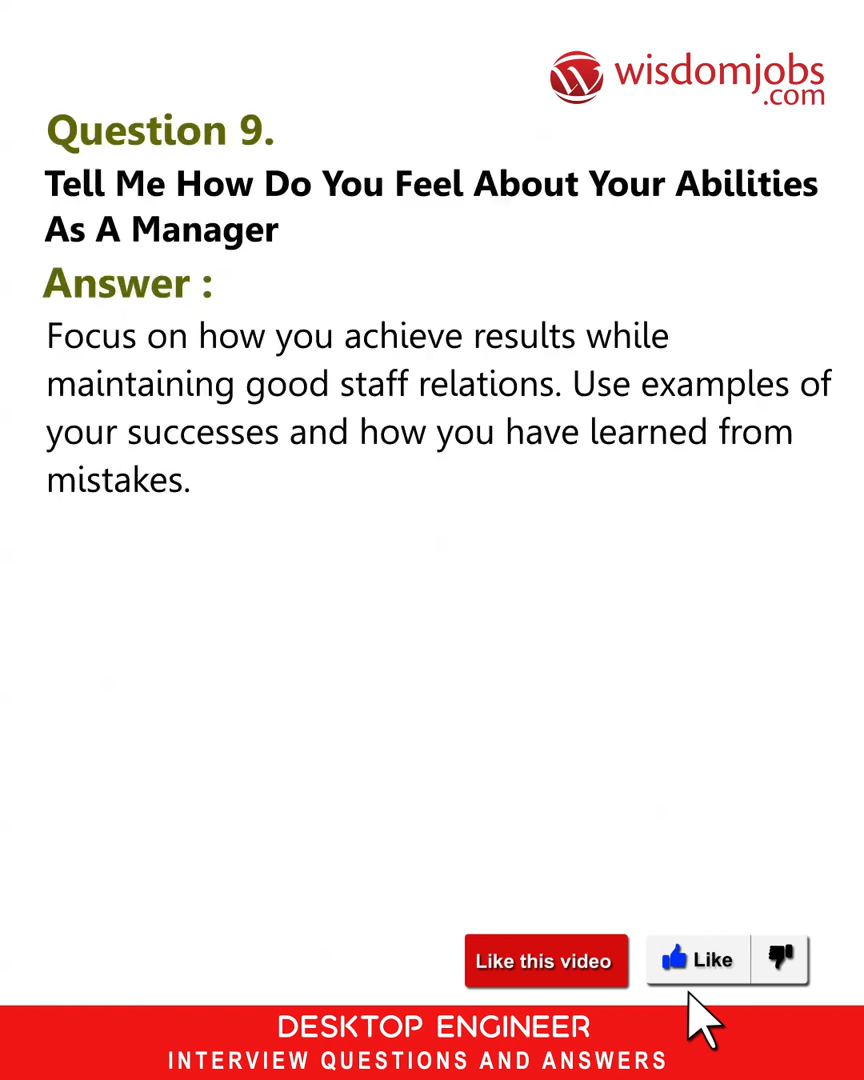 wisdomjobs
.com
Question 9.
Tell Me How Do You Feel About Your Abilities
As A Manager
Answer :
Focus on how you achieve results while
maintaining good staff relations. Use examples of
your successes and how you have learned from
mistakes.
Like this video
Like
DESKTOP ENGINEER
INTERVIEW QUESTIONS AND ANSWERS